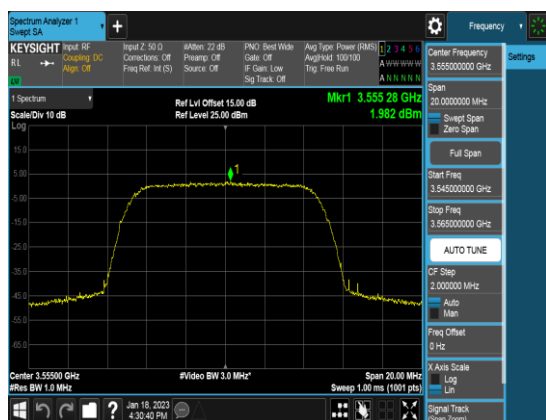 Spectrum Analyzer 1
Swept SA
+
Frequency
KEYSIGHT
Input: RF
Coupling: DC
Align: Off
RL
LV
Input Z: 50 Ω
Corrections: Off
Freq Ref: Int (S)
#Atten: 22 dB
Preamp: Off
Source: Off
PNO: Best Wide
Gate: Off
IF Gain: Low
Sig Track: Off
Avg Type: Power (RMS)
Avg|Hold: 100/100
Trig: Free Run
1 2 3 4 5 6
A W W W W W
A N N N N N
1 Spectrum
Scale/Div 10 dB
Ref Lvl Offset 15.00 dB
Ref Level 25.00 dBm
Mkr1 3.555 28 GHz
1.982 dBm
Log
15.0
5.00
-5.00
-15.0
-25.0
-35.0
-45.0
-55.0
-65.0
1
Center 3.55500 GHz
#Res BW 1.0 MHz
#Video BW 3.0 MHz*
Span 20.00 MHz
Sweep 1.00 ms (1001 pts)
Jan 18, 2023
4:30:40 PM
?
Center Frequency
3.555000000 GHz
Span
20.0000000 MHz
Swept Span
Zero Span
Full Span
Start Freq
3.545000000 GHz
Stop Freq
3.565000000 GHz
AUTO TUNE
CF Step
2.000000 MHz
Auto
Man
Freq Offset
0 Hz
X Axis Scale
Log
Lin
Signal Track
(Span Zoom)
Settings